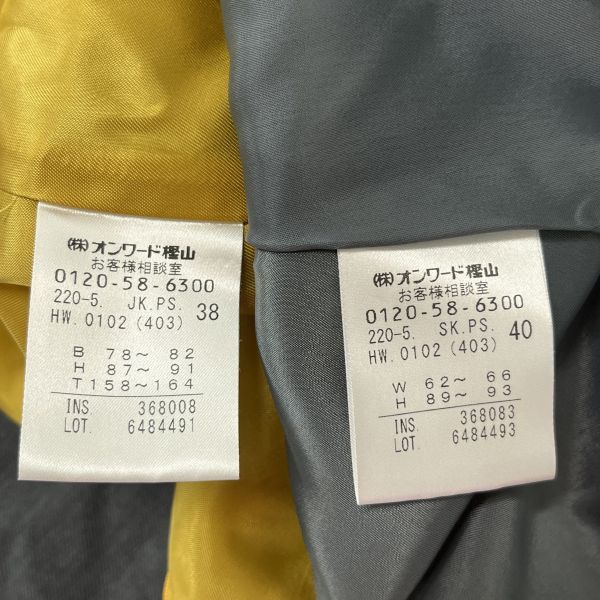 (株)オンワード樫山
お客様相談室
0120-58-6300
220-5. JK.PS. 38
HW. 0102 (403)
B 78～ 82
H 87～ 91
T 158～164
INS 368008
LOT. 6484491
(株)オンワード樫山
お客様相談室
0120-58-6300
220-5. SK.PS. 40
HW. 0102 (403)
W 62～ 66
H 89～ 93
INS. 368083
LOT. 6484493